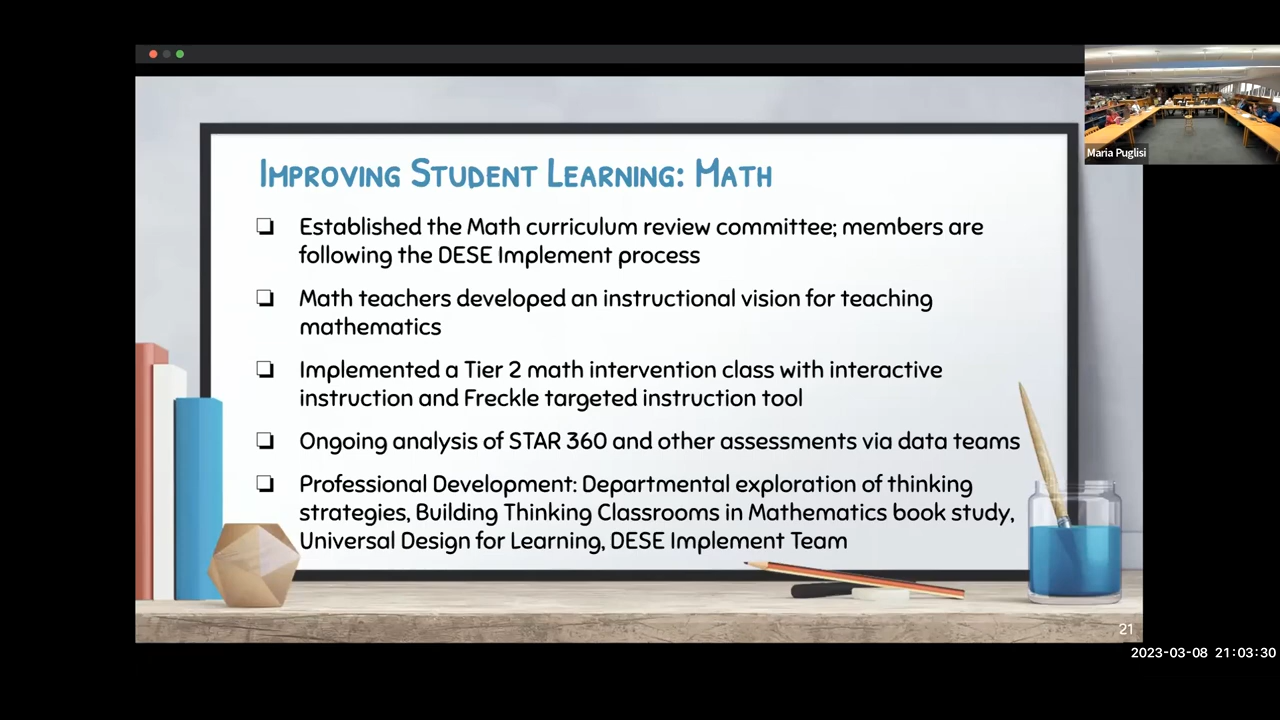 Maria Puglisi
Improving Student Learning: Math
❏ Established the Math curriculum review committee; members are
following the DESE Implement process
❏ Math teachers developed an instructional vision for teaching
mathematics
❏ Implemented a Tier 2 math intervention class with interactive
instruction and Freckle targeted instruction tool
❏ Ongoing analysis of STAR 360 and other assessments via data teams
❏ Professional Development: Departmental exploration of thinking
strategies, Building Thinking Classrooms in Mathematics book study,
Universal Design for Learning, DESE Implement Team
21
2023-03-08 21:03:30